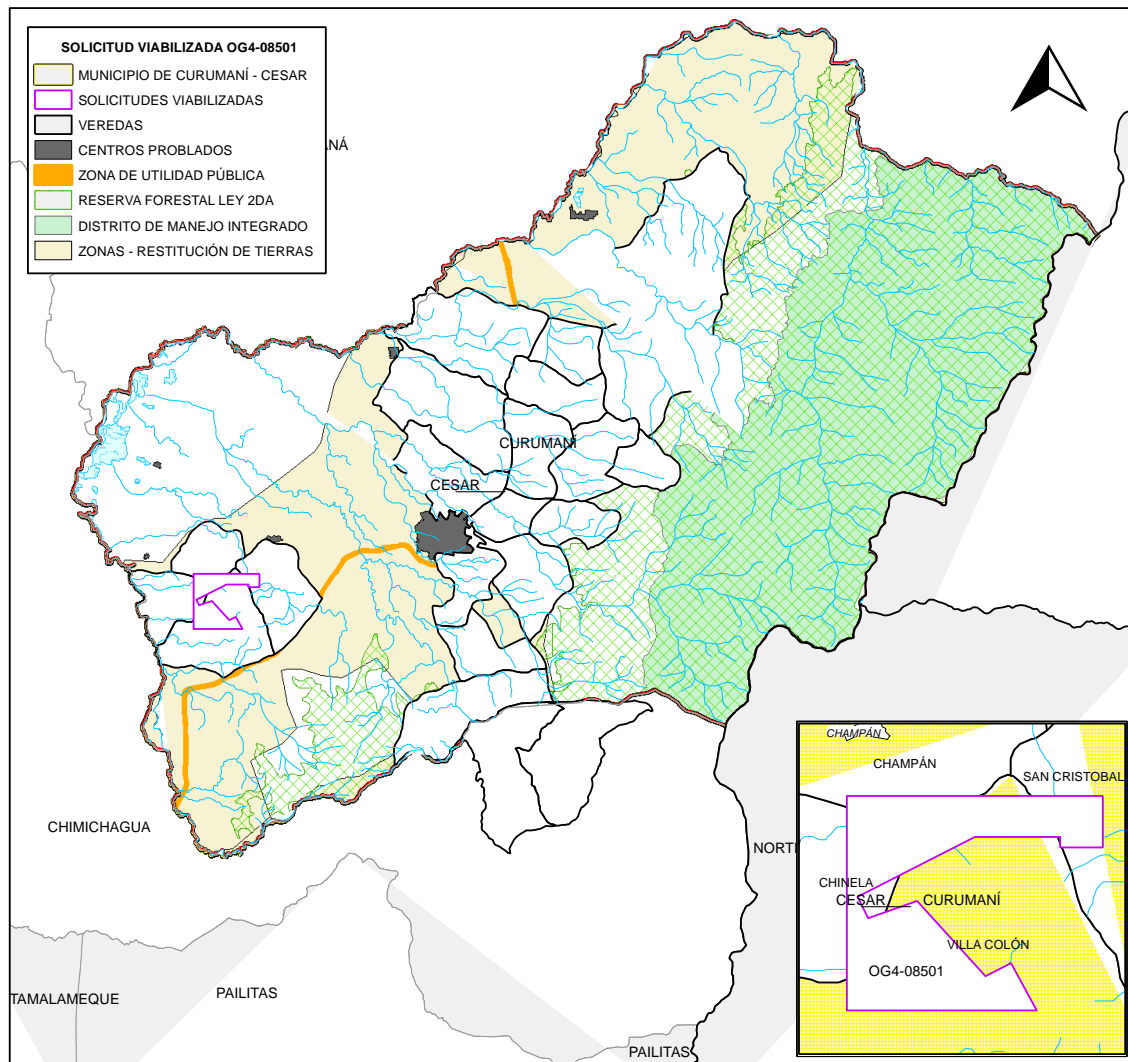 SOLICITUD VIABILIZADA OG4-08501
MUNICIPIO DE CURUMANÍ - CESAR
SOLICITUDES VIABILIZADAS
VEREDAS
CENTROS PROBLADOS
ZONA DE UTILIDAD PÚBLICA
RESERVA FORESTAL LEY 2DA
DISTRITO DE MANEJO INTEGRADO
ZONAS - RESTITUCIÓN DE TIERRAS
ANÁ
CURUMANÍ
CESAR
CHIMICHAGUA
NORT
TAMALAMEQUE
PAILITAS
PAILITAS
CHAMPÁN
CHAMPÁN
SAN CRISTOBAL
CHINELA
CESAR
CURUMANÍ
VILLA COLÓN
OG4-08501